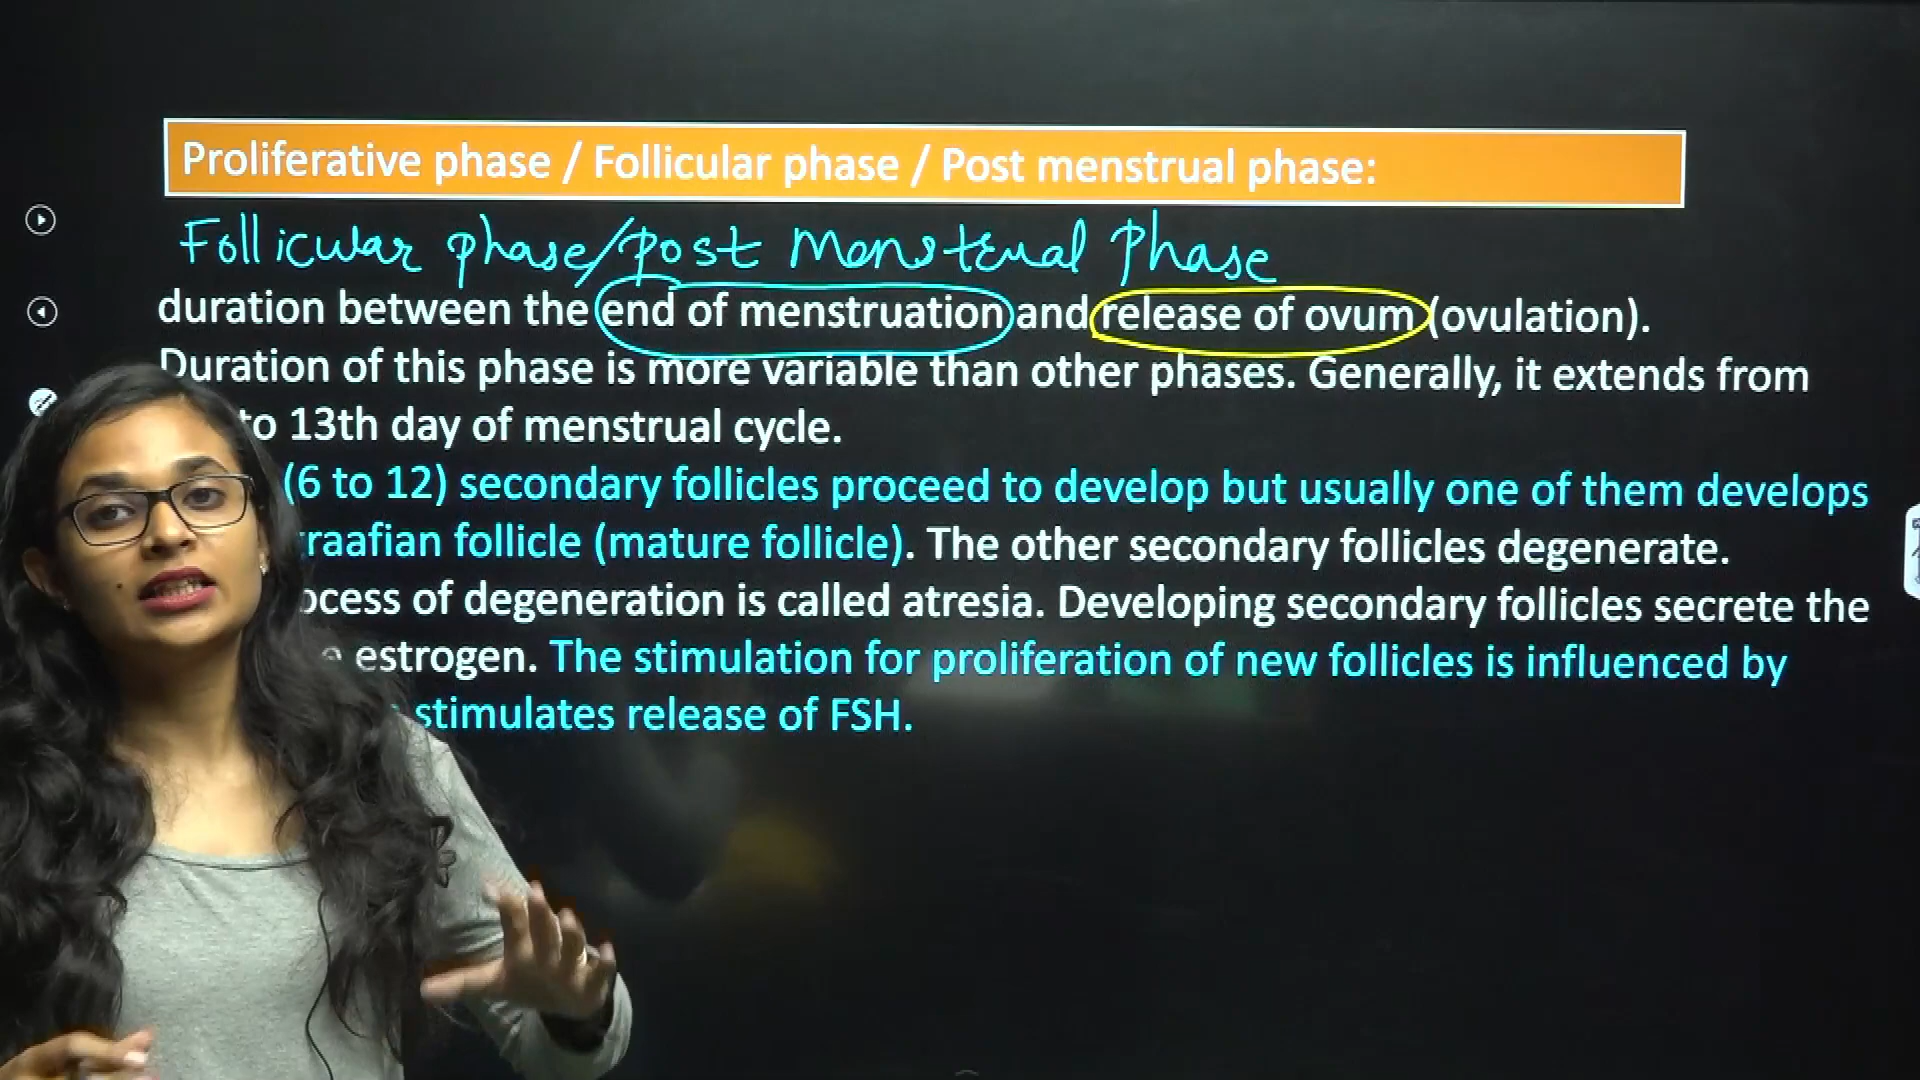 Proliferative phase / Follicular phase / Post menstrual phase:
Follicular phase/post Menstrual Phase
duration between the end of menstruation and release of ovum (ovulation).
Duration of this phase is more variable than other phases. Generally, it extends from
to 13th day of menstrual cycle.
(6 to 12) secondary follicles proceed to develop but usually one of them develops
raafian follicle (mature follicle). The other secondary follicles degenerate.
ocess of degeneration is called atresia. Developing secondary follicles secrete the
e estrogen. The stimulation for proliferation of new follicles is influenced by
stimulates release of FSH.